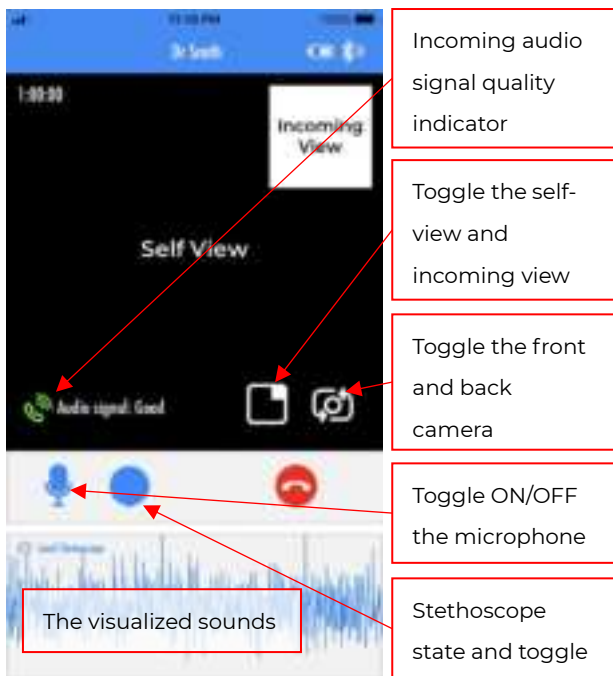 Dr Smith
1:00:00
Incoming
View
Self View
Audio signal: Good
The visualized sounds
Incoming audio
signal quality
indicator
Toggle the self-
view and
incoming view
Toggle the front
and back
camera
Toggle ON/OFF
the microphone
Stethoscope
state and toggle